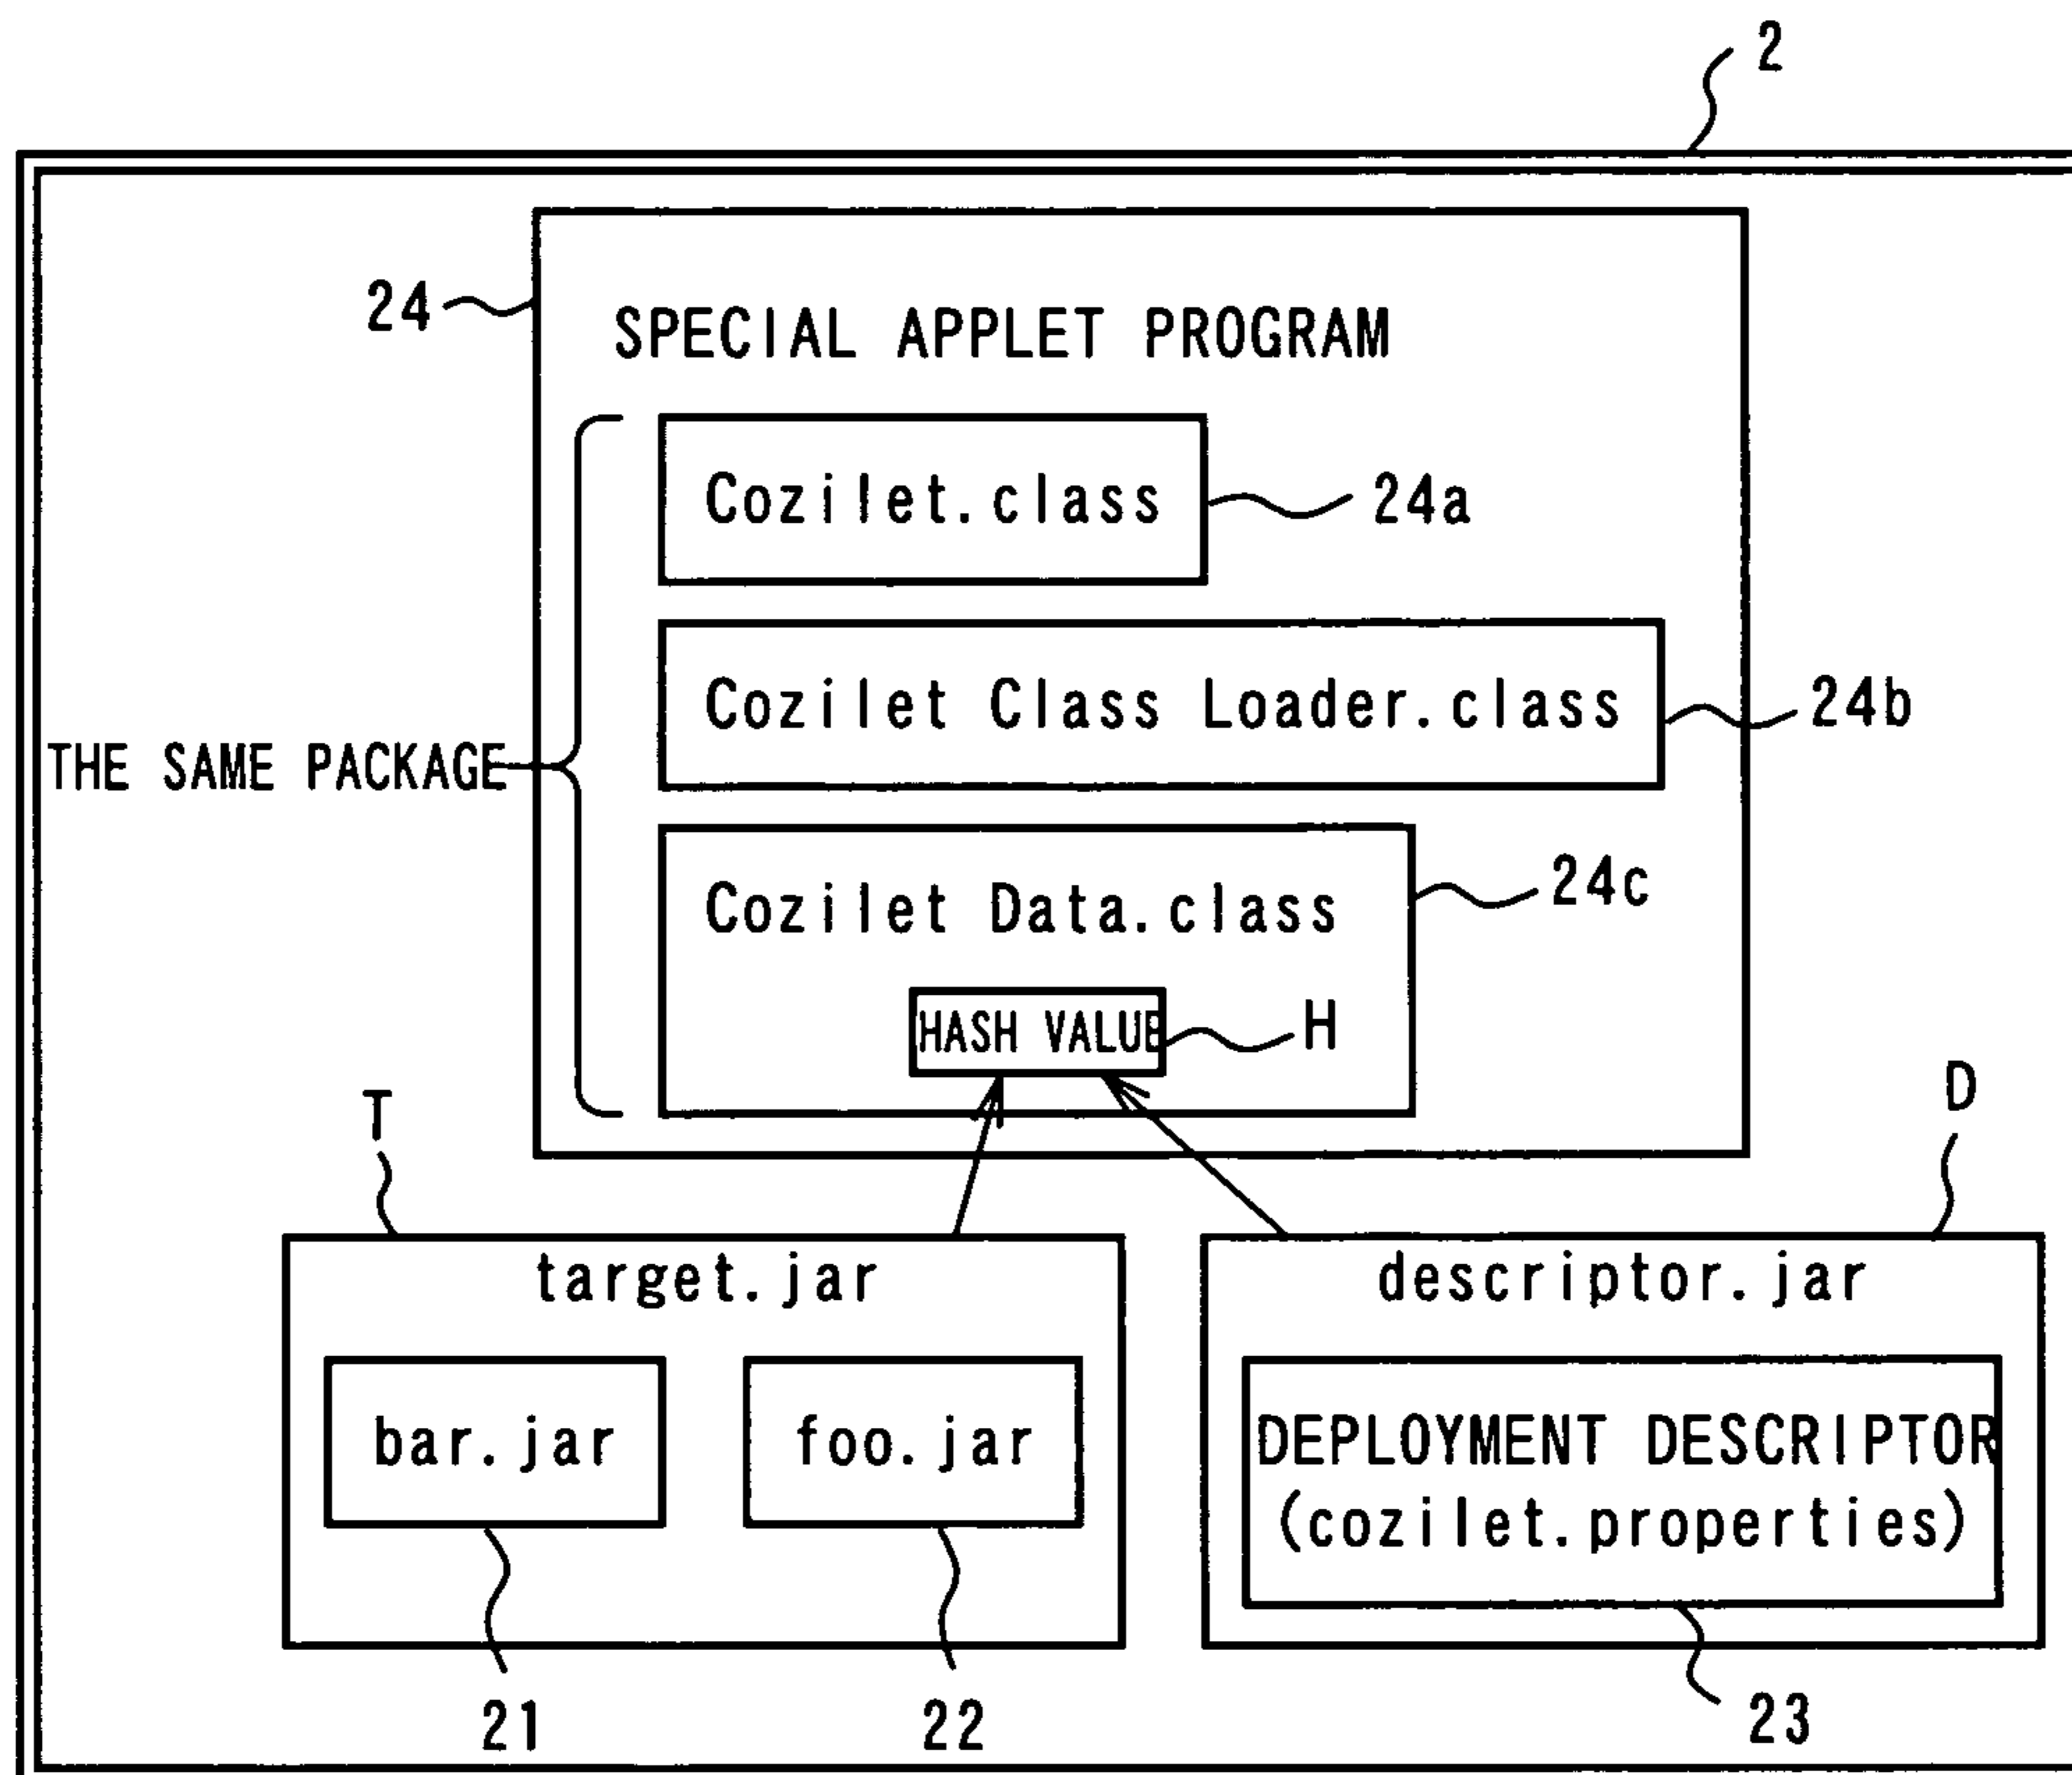 2
24
SPECIAL APPLET PROGRAM
Cozilet.class
24a
Cozilet Class Loader.class
24b
THE SAME PACKAGE
Cozilet Data.class
24c
HASH VALUE
H
T
D
target.jar
descriptor.jar
bar.jar
foo.jar
DEPLOYMENT DESCRIPTOR
(cozilet.properties)
21
22
23